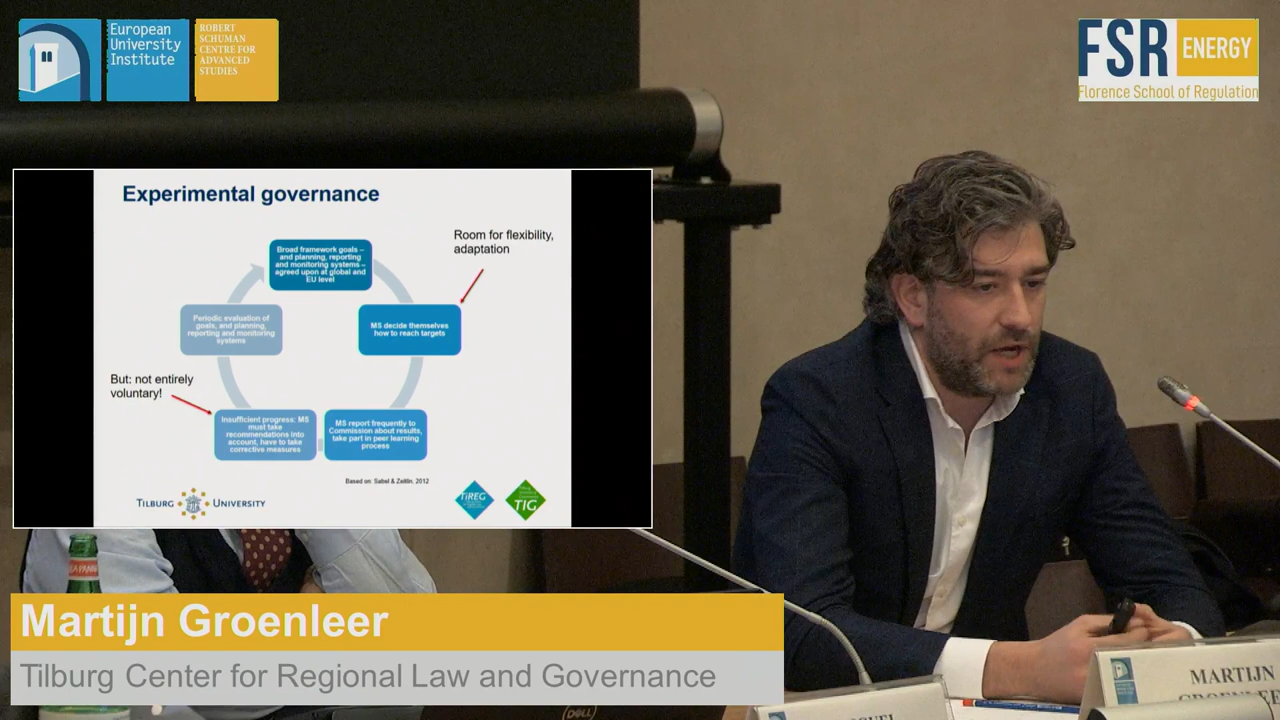 European
University
Institute
ROBERT
SCHUMAN
CENTRE FOR
ADVANCED
STUDIES
FSR ENERGY
Florence School of Regulation
Experimental governance
Room for flexibility,
adaptation
Broad framework goals –
and planning, reporting
and monitoring systems –
agreed upon at global and
EU level
Periodic evaluation of
goals, and planning,
reporting and monitoring
systems
MS decide themselves
how to reach targets
But: not entirely
voluntary!
Insufficient progress: MS
must take
recommendations into
account, have to take
corrective measures
MS report frequently to
Commission about results,
take part in peer learning
process
Based on: Sabel & Zeitlin, 2012
TILBURG UNIVERSITY
TiREG
TIG
Martijn Groenleer
Tilburg Center for Regional Law and Governance
MARTIJN
DELL